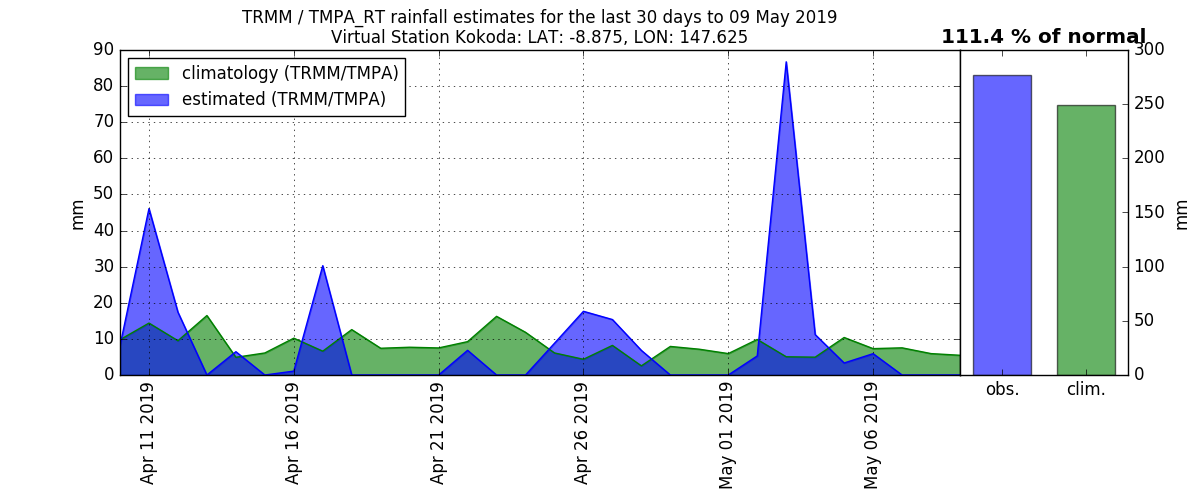 TRMM / TMPA_RT rainfall estimates for the last 30 days to 09 May 2019
Virtual Station Kokoda: LAT: -8.875, LON: 147.625
111.4 % of normal
climatology (TRMM/TMPA)
estimated (TRMM/TMPA)
90
80
70
60
50
40
30
20
10
0
mm
Apr 11 2019
Apr 16 2019
Apr 21 2019
Apr 26 2019
May 01 2019
May 06 2019
300
250
200
150
100
50
0
mm
obs.
clim.